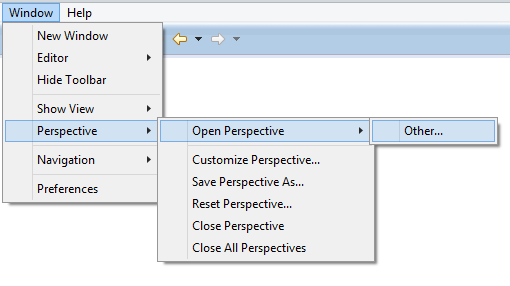 Window Help
New Window
Editor
Hide Toolbar
Show View
Perspective
Navigation
Preferences
Open Perspective
Customize Perspective...
Save Perspective As...
Reset Perspective...
Close Perspective
Close All Perspectives
Other...